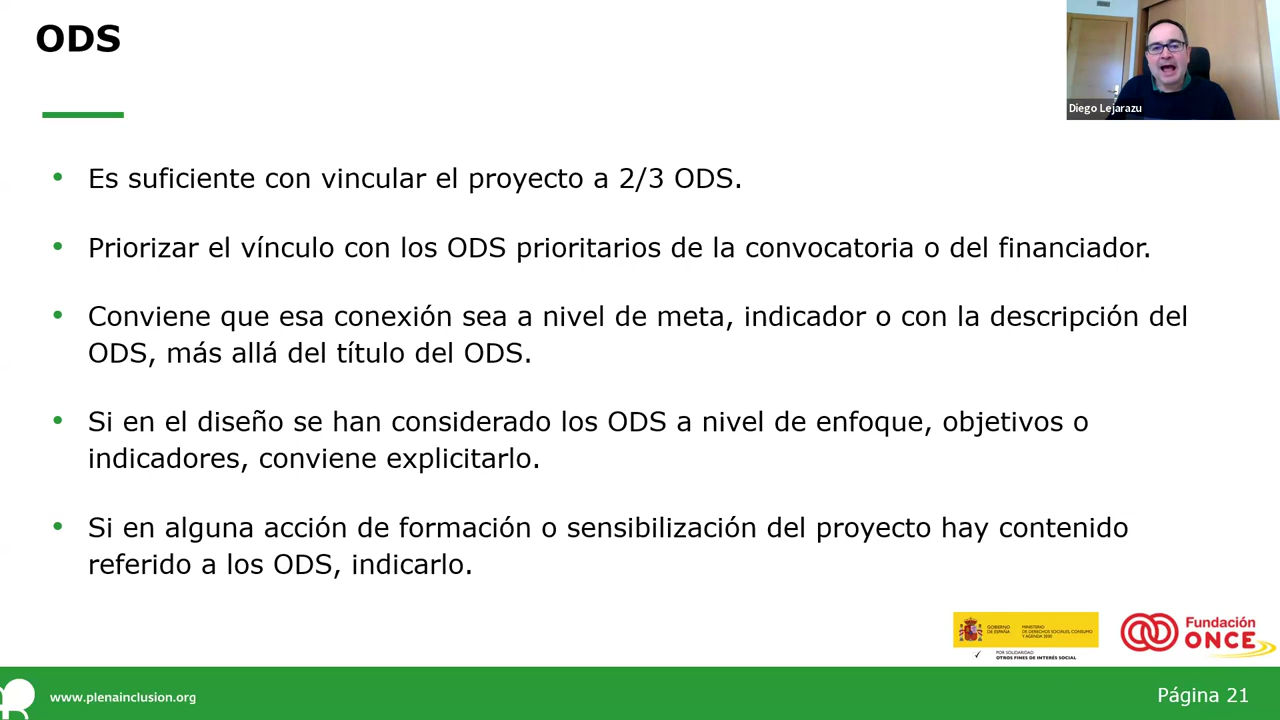 ODS
Diego Lejarazu
• Es suficiente con vincular el proyecto a 2/3 ODS.
• Priorizar el vínculo con los ODS prioritarios de la convocatoria o del financiador.
• Conviene que esa conexión sea a nivel de meta, indicador o con la descripción del
ODS, más allá del título del ODS.
• Si en el diseño se han considerado los ODS a nivel de enfoque, objetivos o
indicadores, conviene explicitarlo.
• Si en alguna acción de formación o sensibilización del proyecto hay contenido
referido a los ODS, indicarlo.
GOBIERNO
DE ESPAÑA
MINISTERIO
DE DERECHOS SOCIALES, CONSUMO
Y AGENDA 2030
POR SOLIDARIDAD
OTROS FINES DE INTERÉS SOCIAL
Fundación
ONCE
www.plenainclusion.org
Página 21